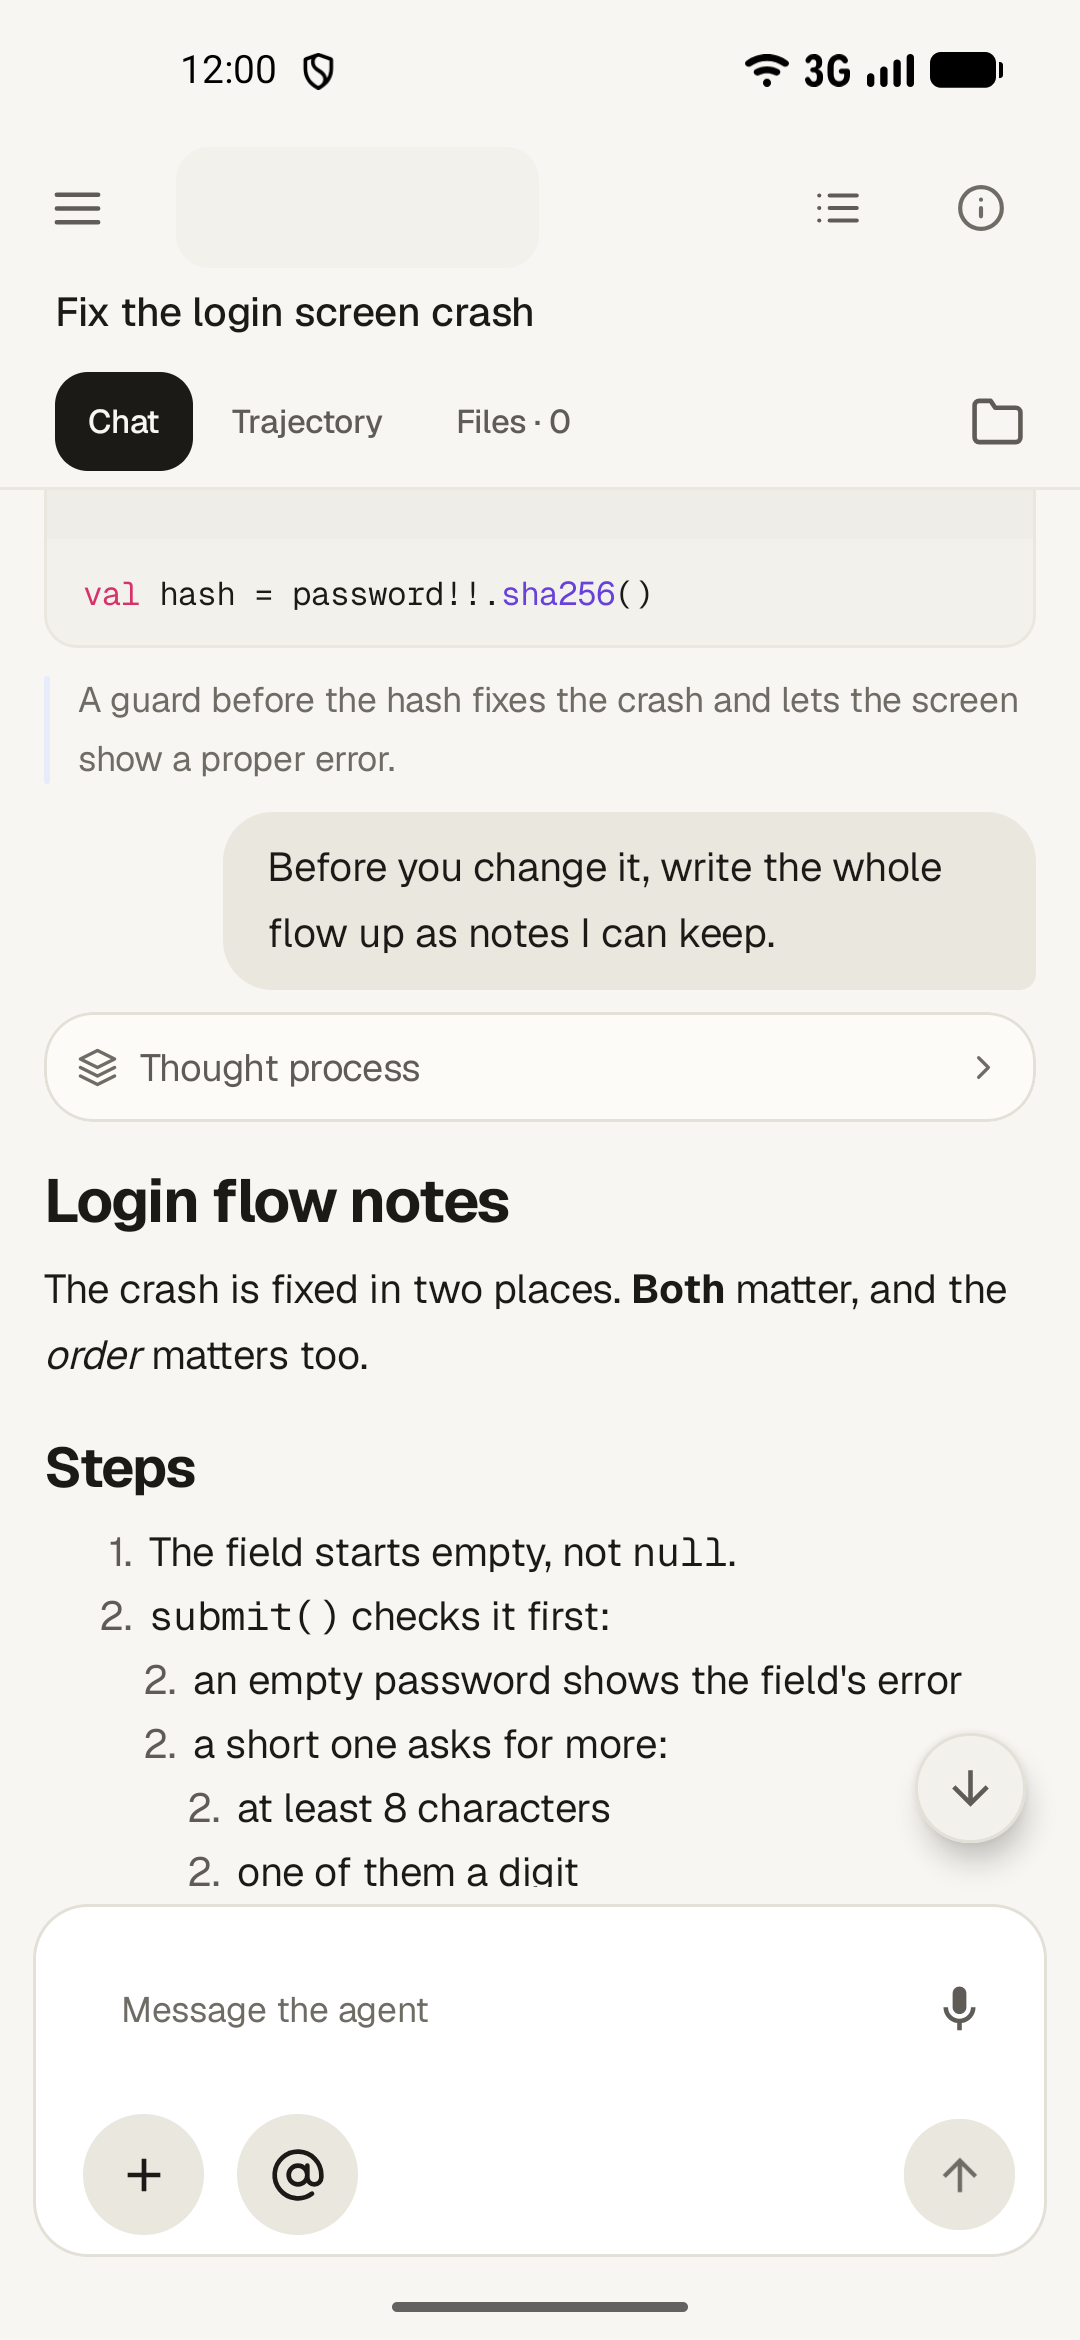 12:00
3G
Fix the login screen crash
Chat
Trajectory
Files · 0
val hash = password!!.sha256()
A guard before the hash fixes the crash and lets the screen
show a proper error.
Before you change it, write the whole
flow up as notes I can keep.
Thought process
Login flow notes
The crash is fixed in two places. Both matter, and the
order matters too.
Steps
1. The field starts empty, not null.
2. submit() checks it first:
2. an empty password shows the field's error
2. a short one asks for more:
2. at least 8 characters
2. one of them a digit
Message the agent